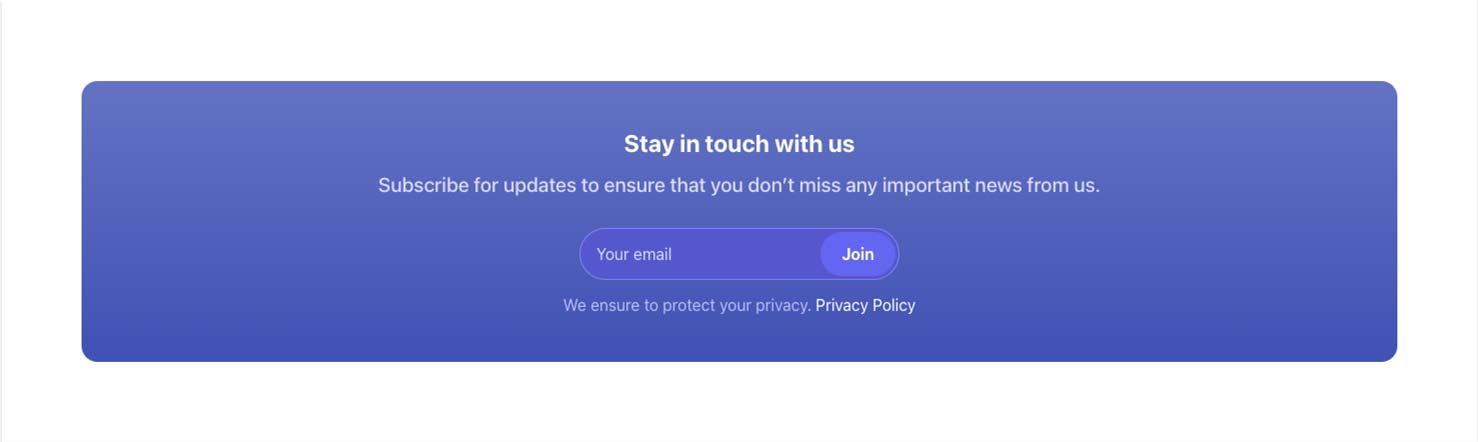 Stay in touch with us
Subscribe for updates to ensure that you don’t miss any important news from us.
Your email Join
We ensure to protect your privacy. Privacy Policy